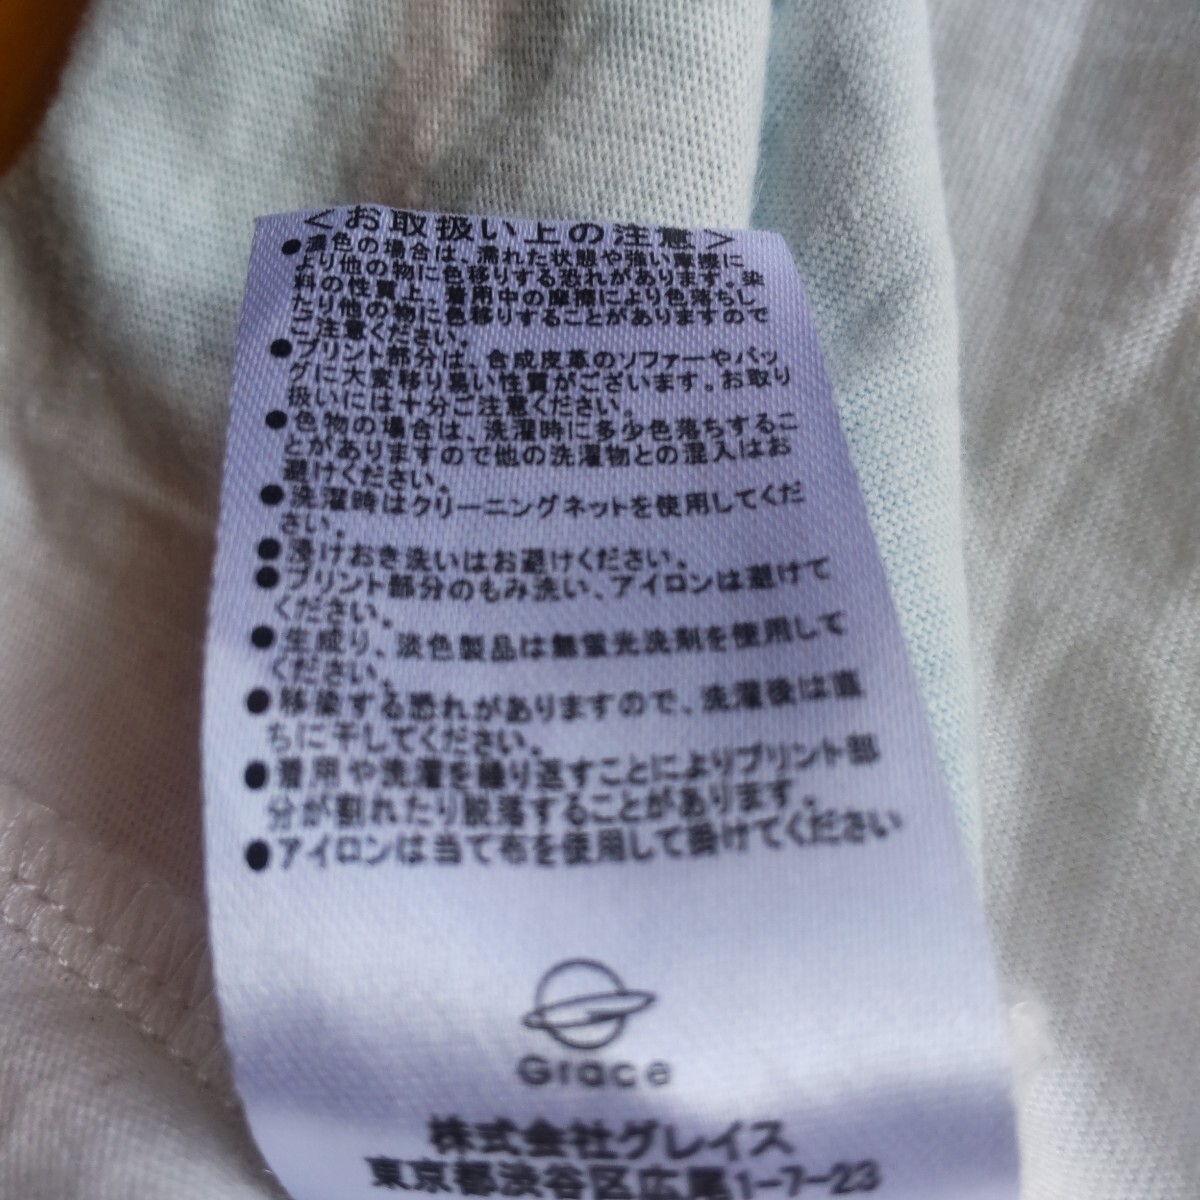 ＜お取扱い上の注意＞
●濃色の場合は、濡れた状態や強い摩擦に
より他の物に色移りする恐れがあります。染
料の性質上、着用中の摩擦により色落ちし
たり他の物に色移りすることがありますので
ご注意ください。
●プリント部分は、合成皮革のソファーやバッ
グに大変移り易い性質がございます。お取り
扱いには十分ご注意ください。
●色物の場合は、洗濯時に多少色落ちするこ
とがありますので他の洗濯物との混入はお
避けください。
●洗濯時はクリーニングネットを使用してくだ
さい。
●浸けおき洗いはお避けください。
●プリント部分のもみ洗い、アイロンは避けて
ください。
●生成り、淡色製品は無蛍光洗剤を使用して
ください。
●移染する恐れがありますので、洗濯後は直
ちに干してください。
●着用や洗濯を繰り返すことによりプリント部
分が割れたり脱落することがあります。
●アイロンは当て布を使用して掛けてください
Grace
株式会社グレイス
東京都渋谷区広尾1-7-23